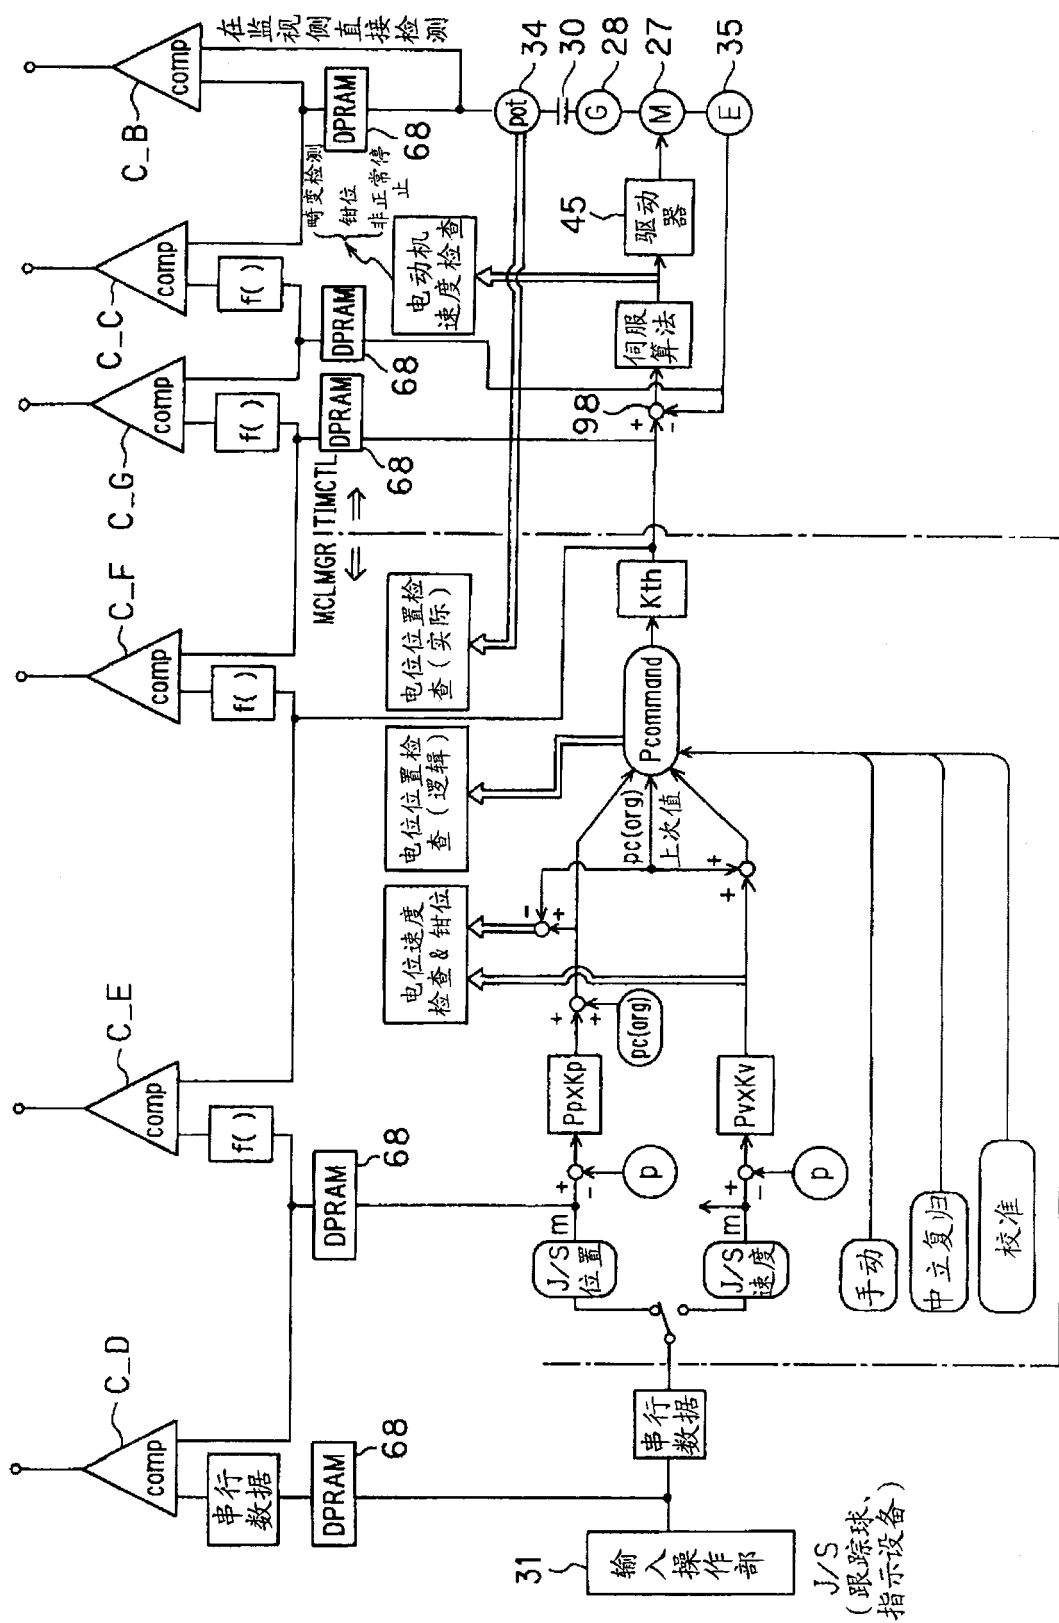 在监视侧直接检测
comp
C_B
comp
C_C
comp
C_G
comp
C_F
comp
C_E
comp
C_D
f( )
f( )
f( )
f( )
串行
数据
DPRAM
68
DPRAM
68
DPRAM
68
DPRAM
68
DPRAM
68
畸变检测
钳位
非正常停
止
MCLMGR
ITIMCTL
电动机
速度检查
电位位置检
查(实际)
电位位置检
查(逻辑)
电位速度
检查&钳位
pot
34
30
G
28
M
27
E
35
45
驱动
器
伺服
算法
98
+
-
Kth
Pcommand
pc(org)
上次值
-
+
+
+
+
+
pc(org)
PpxKp
PvxKv
+
-
p
+
-
p
m
m
J/S
位置
J/S
速度
手动
中立复归
校准
串行
数据
31
输入操作部
J/S
(跟踪球、
指示设备)